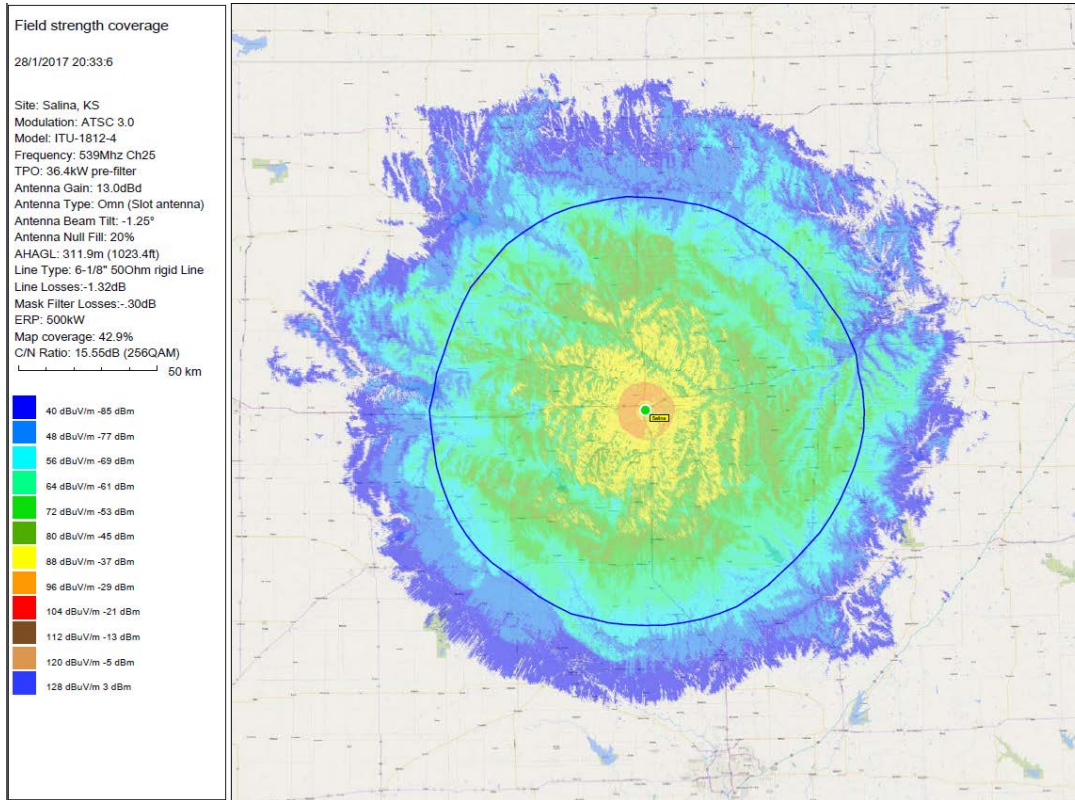 Field strength coverage
28/1/2017 20:33:6
Site: Salina, KS
Modulation: ATSC 3.0
Model: ITU-1812-4
Frequency: 539Mhz Ch25
TPO: 36.4kW pre-filter
Antenna Gain: 13.0dBd
Antenna Type: Omn (Slot antenna)
Antenna Beam Tilt: -1.25°
Antenna Null Fill: 20%
AHAGL: 311.9m (1023.4ft)
Line Type: 6-1/8" 50Ohm rigid Line
Line Losses:-1.32dB
Mask Filter Losses:-.30dB
ERP: 500kW
Map coverage: 42.9%
C/N Ratio: 15.55dB (256QAM)
50 km
40 dBuV/m -85 dBm
48 dBuV/m -77 dBm
56 dBuV/m -69 dBm
64 dBuV/m -61 dBm
72 dBuV/m -53 dBm
80 dBuV/m -45 dBm
88 dBuV/m -37 dBm
96 dBuV/m -29 dBm
104 dBuV/m -21 dBm
112 dBuV/m -13 dBm
120 dBuV/m -5 dBm
128 dBuV/m 3 dBm
Salina